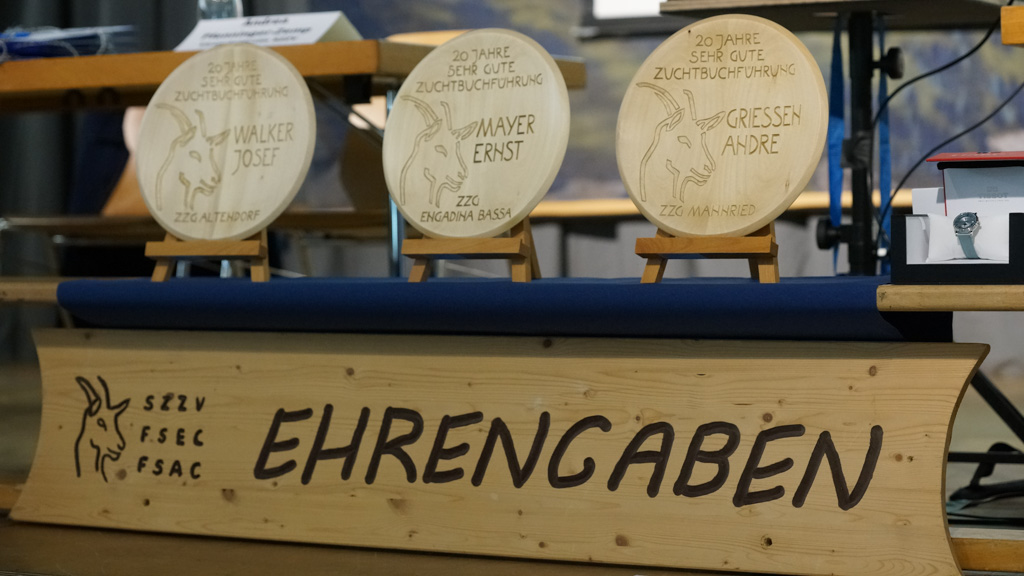 Andrea
20 JAHRE
SEHR GUTE
ZUCHTBUCHFÜHRUNG
WALKER
JOSEF
ZZG ALTENDORF
20 JAHRE
SEHR GUTE
ZUCHTBUCHFÜHRUNG
MAYER
ERNST
ZZG
ENGADINA BASSA
20 JAHRE
SEHR GUTE
ZUCHTBUCHFÜHRUNG
GRIESSEN
ANDRE
ZZG MANNRIED
SZZV
FSEC
FSAC
EHRENGABEN